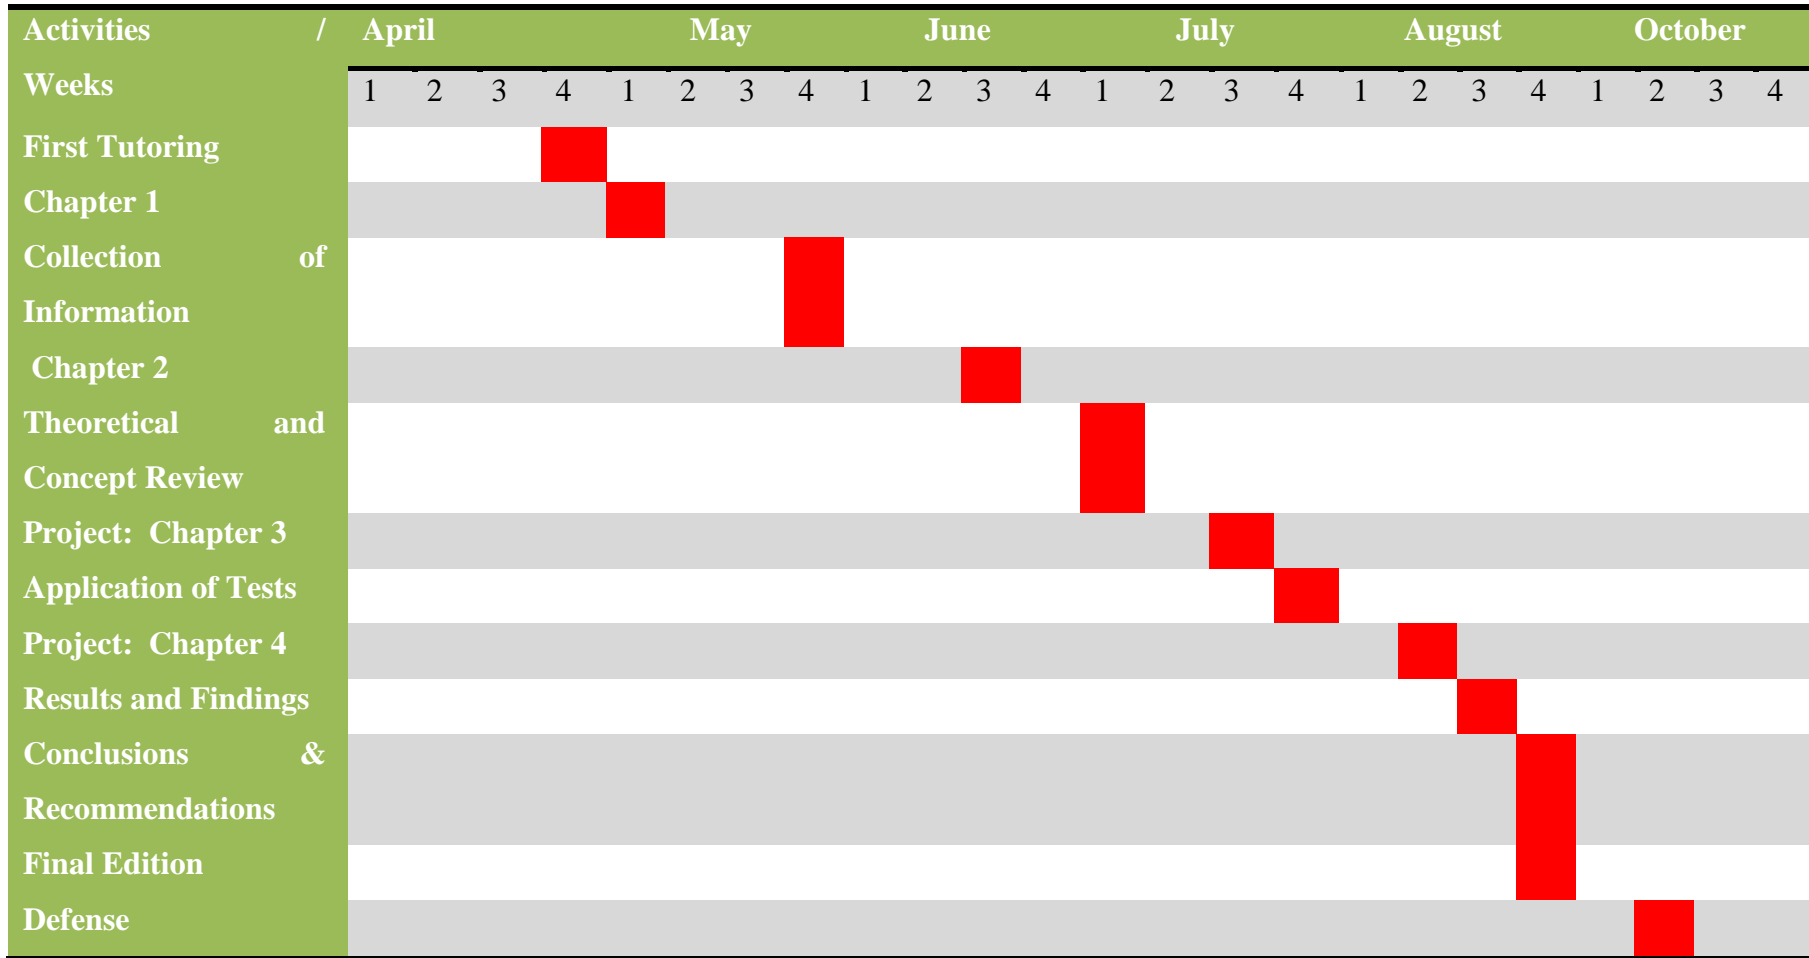 Activities / April May June July August October
Weeks 1 2 3 4 1 2 3 4 1 2 3 4 1 2 3 4 1 2 3 4 1 2 3 4
First Tutoring
Chapter 1
Collection of
Information
Chapter 2
Theoretical and
Concept Review
Project: Chapter 3
Application of Tests
Project: Chapter 4
Results and Findings
Conclusions &
Recommendations
Final Edition
Defense